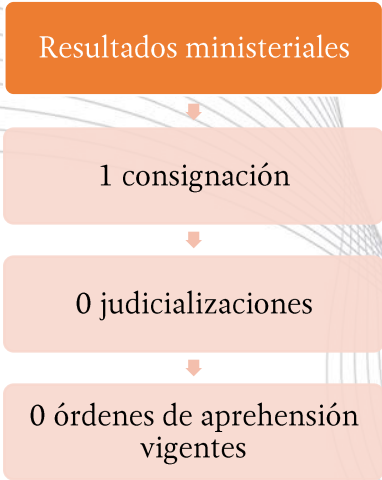 Resultados ministeriales
1 consignación
0 judicializaciones
0 órdenes de aprehensión
vigentes